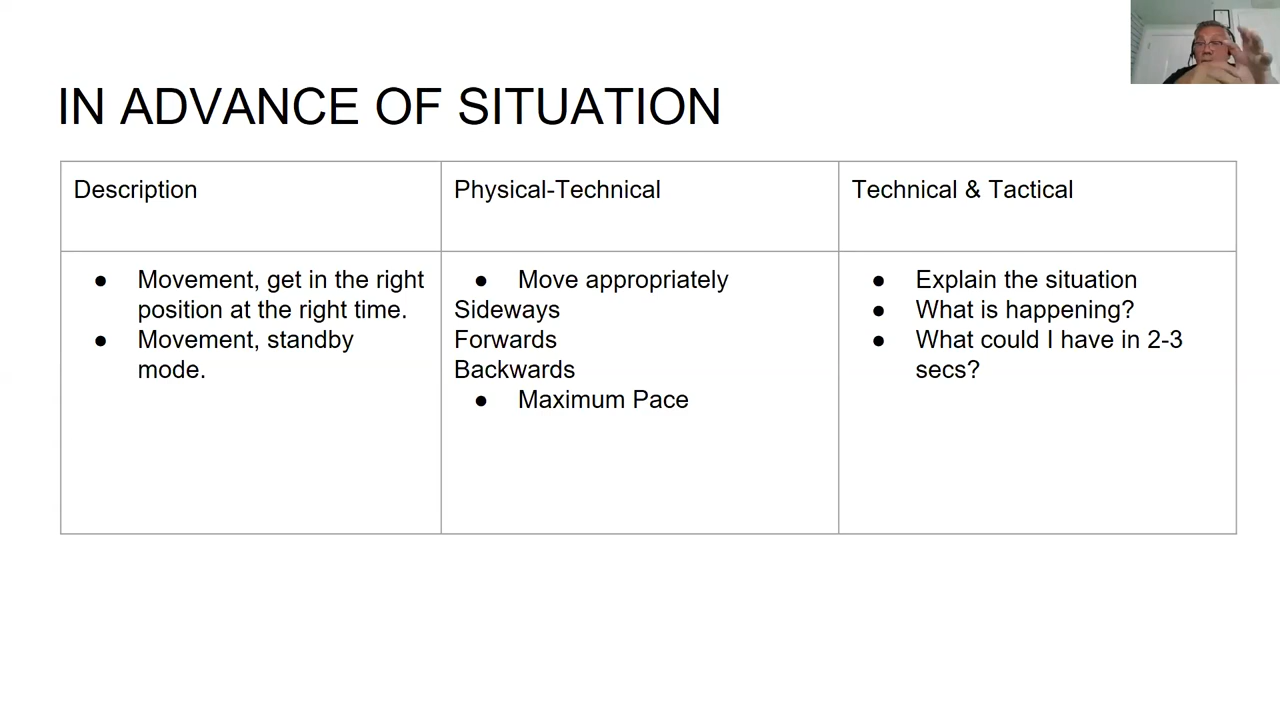 IN ADVANCE OF SITUATION
Description
Physical-Technical
Technical & Tactical
● Movement, get in the right
position at the right time.
● Movement, standby
mode.
● Move appropriately
Sideways
Forwards
Backwards
● Maximum Pace
● Explain the situation
● What is happening?
● What could I have in 2-3
secs?